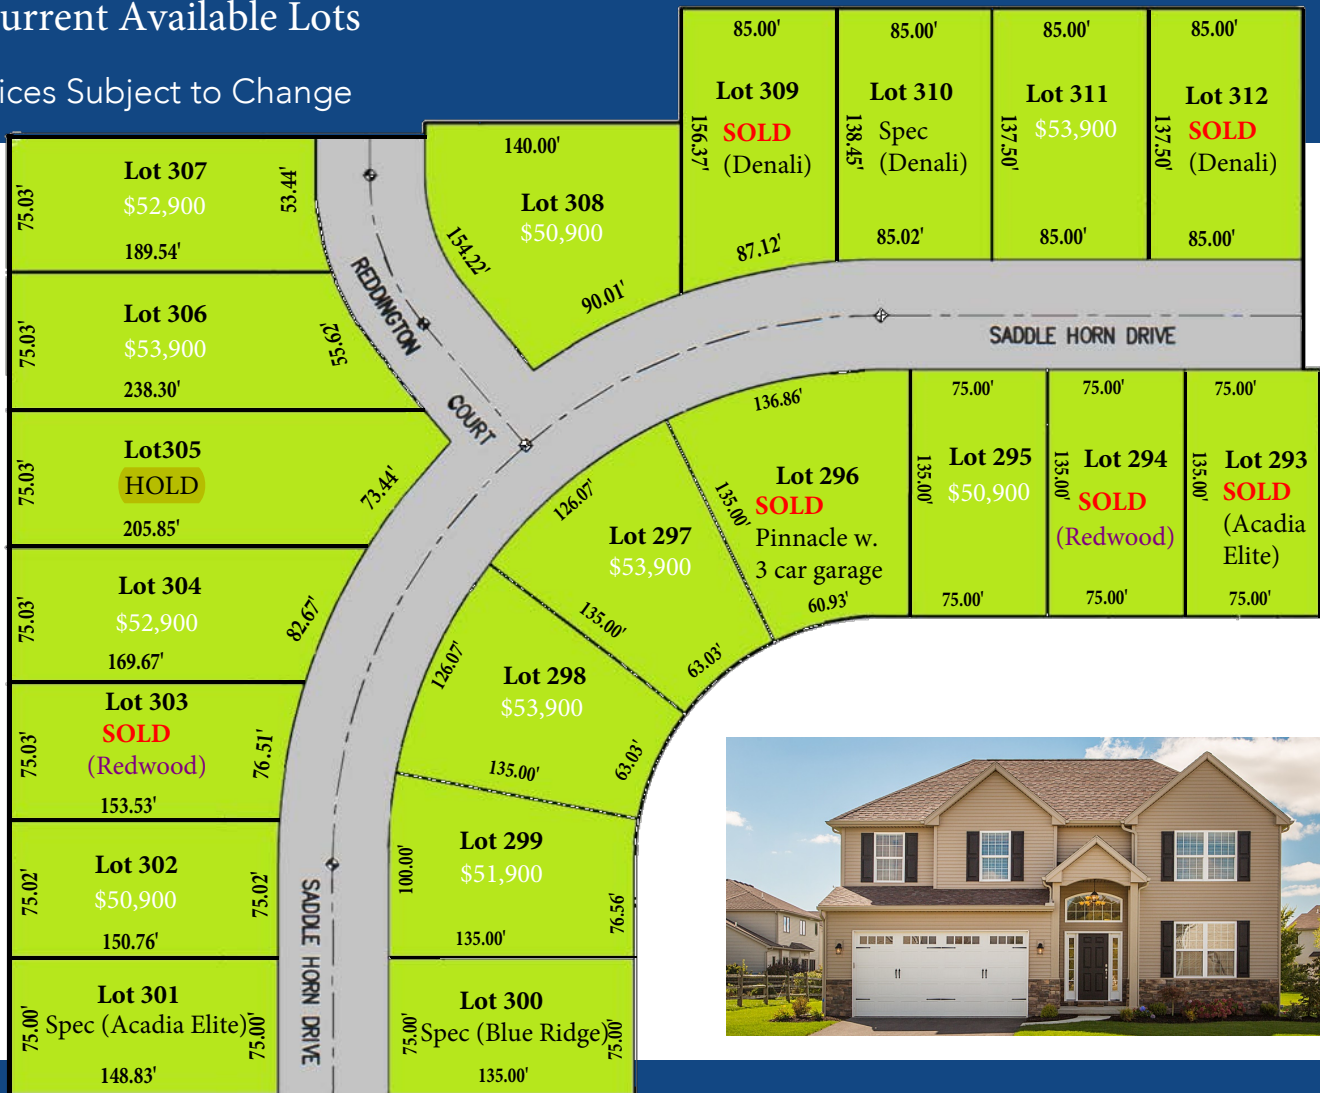 urrent Available Lots
ices Subject to Change
85.00'
85.00'
85.00'
85.00'
Lot 309
SOLD
(Denali)
156.37'
87.12'
Lot 310
Spec
(Denali)
138.45'
85.02'
Lot 311
$53,900
137.50'
85.00'
Lot 312
SOLD
(Denali)
137.50'
85.00'
140.00'
Lot 308
$50,900
154.22'
90.01'
Lot 307
$52,900
75.03'
53.44'
189.54'
Lot 306
$53,900
75.03'
55.62'
238.30'
REDDINGTON
COURT
SADDLE HORN DRIVE
Lot305
HOLD
75.03'
73.44'
205.85'
Lot 304
$52,900
75.03'
82.67'
169.67'
Lot 303
SOLD
(Redwood)
75.03'
76.51'
153.53'
Lot 302
$50,900
75.02'
75.02'
150.76'
Lot 301
Spec (Acadia Elite)
75.00'
75.00'
148.83'
SADDLE HORN DRIVE
136.86'
Lot 296
SOLD
Pinnacle w.
3 car garage
135.00'
60.93'
75.00'
Lot 295
$50,900
135.00'
75.00'
75.00'
Lot 294
SOLD
(Redwood)
135.00'
75.00'
75.00'
Lot 293
SOLD
(Acadia
Elite)
135.00'
75.00'
126.07'
Lot 297
$53,900
135.00'
63.03'
126.07'
Lot 298
$53,900
135.00'
63.03'
Lot 299
$51,900
100.00'
76.56'
135.00'
Lot 300
Spec (Blue Ridge)
75.00'
75.00'
135.00'